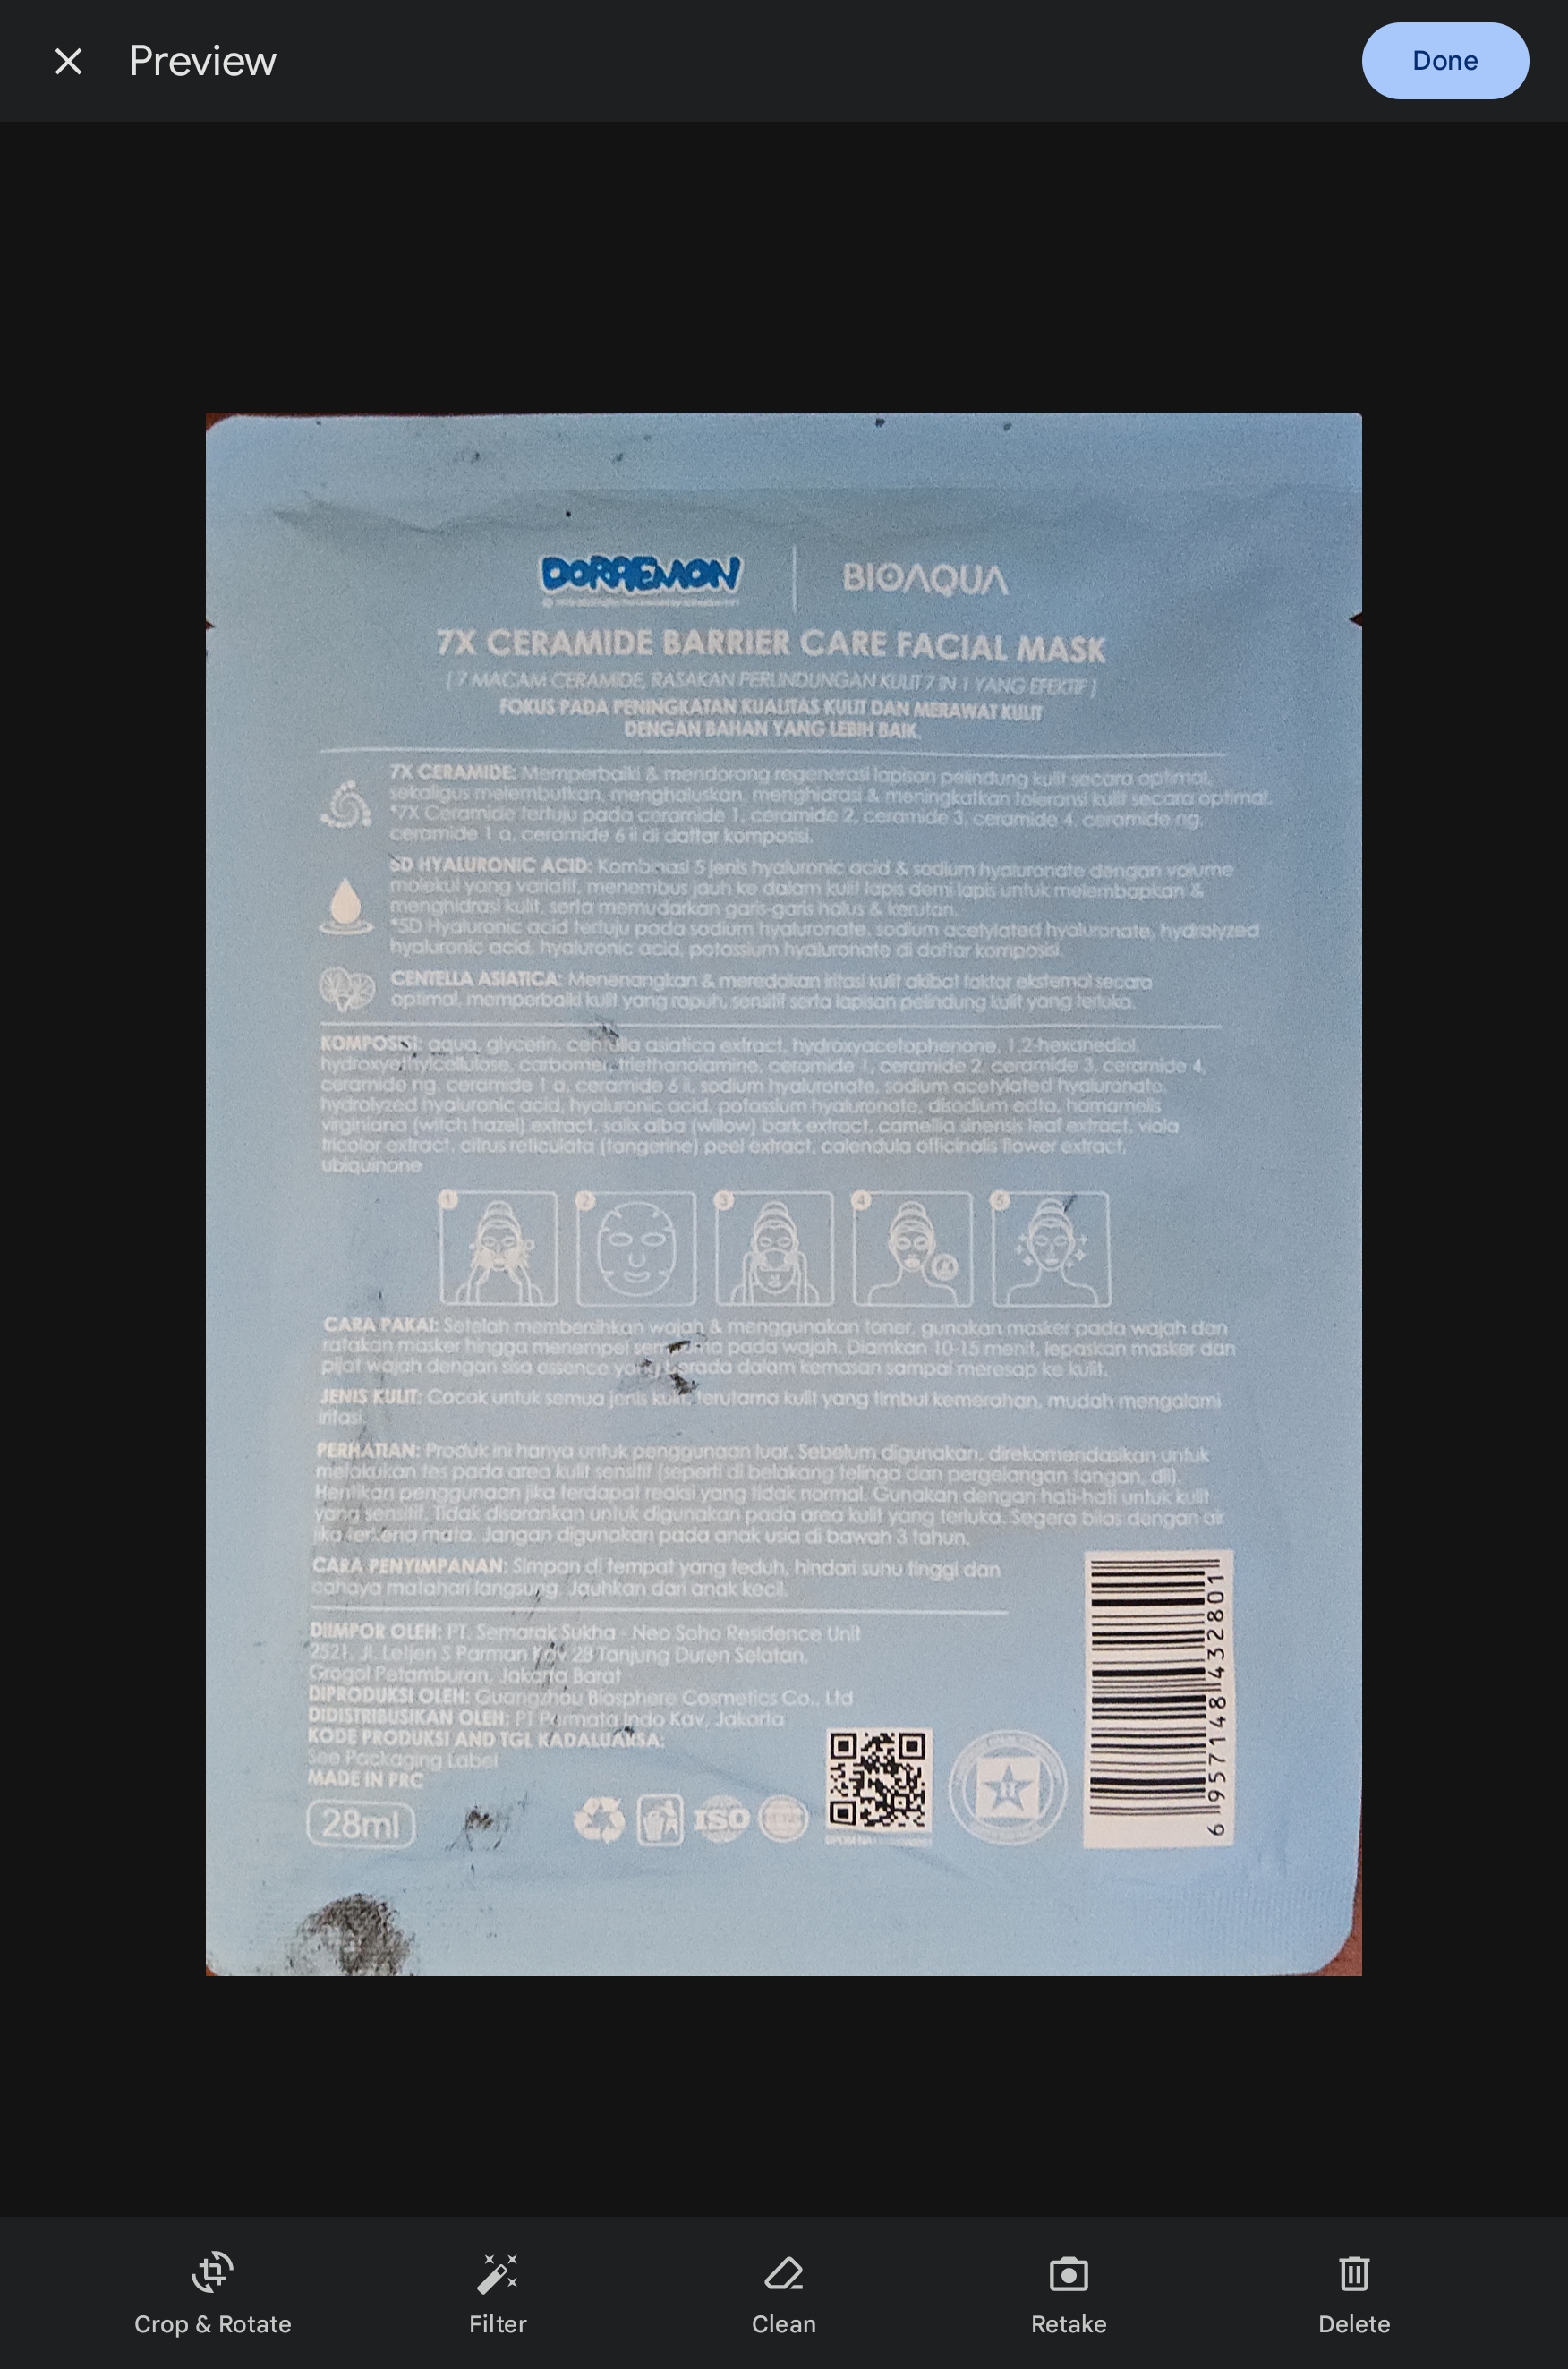 Preview
Done
DORAEMON
BIOAQUA
7X CERAMIDE BARRIER CARE FACIAL MASK
[ 7 MACAM CERAMIDE, RASAKAN PERLINDUNGAN KULIT 7 IN 1 YANG EFEKTIF ]
FOKUS PADA PENINGKATAN KUALITAS KULIT DAN MERAWAT KULIT
DENGAN BAHAN YANG LEBIH BAIK.
7X CERAMIDE: Memperbaiki & mendorong regenerasi lapisan pelindung kulit secara optimal,
sekaligus melembutkan, menghaluskan, menghidrasi & meningkatkan toleransi kulit secara optimal.
*7X Ceramide tertuju pada ceramide 1, ceramide 2, ceramide 3, ceramide 4, ceramide ng,
ceramide 1 a, ceramide 6 ii di daftar komposisi.
5D HYALURONIC ACID: Kombinasi 5 jenis hyaluronic acid & sodium hyaluronate dengan volume
molekul yang variatif, menembus jauh ke dalam kulit lapis demi lapis untuk melembapkan &
menghidrasi kulit, serta memudarkan garis-garis halus & kerutan.
*5D Hyaluronic acid tertuju pada sodium hyaluronate, sodium acetylated hyaluronate, hydrolyzed
hyaluronic acid, hyaluronic acid, potassium hyaluronate di daftar komposisi.
CENTELLA ASIATICA: Menenangkan & meredakan iritasi kulit akibat faktor eksternal secara
optimal, memperbaiki kulit yang rapuh, sensitif serta lapisan pelindung kulit yang terluka.
KOMPOSISI: aqua, glycerin, centella asiatica extract, hydroxyacetophenone, 1,2-hexanediol,
hydroxyethylcellulose, carbomer, triethanolamine, ceramide 1, ceramide 2, ceramide 3, ceramide 4,
ceramide ng, ceramide 1 a, ceramide 6 ii, sodium hyaluronate, sodium acetylated hyaluronate,
hydrolyzed hyaluronic acid, hyaluronic acid, potassium hyaluronate, disodium edta, hamamelis
virginiana (witch hazel) extract, salix alba (willow) bark extract, camellia sinensis leaf extract, viola
tricolor extract, citrus reticulata (tangerine) peel extract, calendula officinalis flower extract,
ubiquinone
1 2 3 4 5
CARA PAKAI: Setelah membersihkan wajah & menggunakan toner, gunakan masker pada wajah dan
ratakan masker hingga menempel pada wajah. Diamkan 10-15 menit, lepaskan masker dan
pijat wajah dengan sisa essence yang berada dalam kemasan sampai meresap ke kulit.
JENIS KULIT: Cocok untuk semua jenis kulit, terutama kulit yang timbul kemerahan, mudah mengalami
iritasi.
PERHATIAN: Produk ini hanya untuk penggunaan luar. Sebelum digunakan, direkomendasikan untuk
melakukan tes pada area kulit sensitif (seperti di belakang telinga dan pergelangan tangan, dll).
Hentikan penggunaan jika terdapat reaksi yang tidak normal. Gunakan dengan hati-hati untuk kulit
yang sensitif. Tidak disarankan untuk digunakan pada area kulit yang terluka. Segera bilas dengan air
jika terkena mata. Jangan digunakan pada anak usia di bawah 3 tahun.
CARA PENYIMPANAN: Simpan di tempat yang teduh, hindari suhu tinggi dan
cahaya matahari langsung. Jauhkan dari anak kecil.
DIIMPOR OLEH: PT. Semarak Sukha - Neo Soho Residence Unit
2521, Jl. Letjen S Parman Kav 28 Tanjung Duren Selatan,
Grogol Petamburan, Jakarta Barat
DIPRODUKSI OLEH: Guangzhou Biosphere Cosmetics Co., Ltd
DIDISTRIBUSIKAN OLEH: PT Permata Indo Kav, Jakarta
KODE PRODUKSI AND TGL KADALUARSA:
See Packaging Label
MADE IN PRC
28ml
ISO
6 957148 432801
Crop & Rotate
Filter
Clean
Retake
Delete